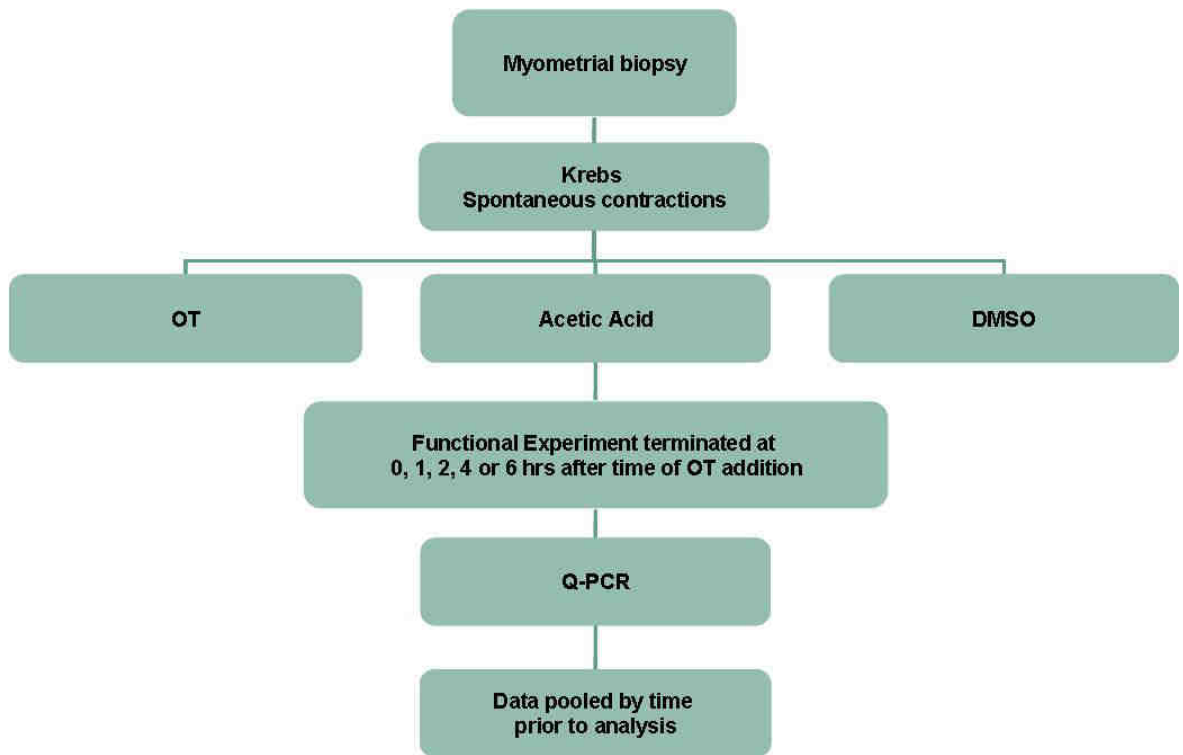 Myometrial biopsy
Krebs
Spontaneous contractions
OT
Acetic Acid
DMSO
Functional Experiment terminated at
0, 1, 2, 4 or 6 hrs after time of OT addition
Q-PCR
Data pooled by time
prior to analysis